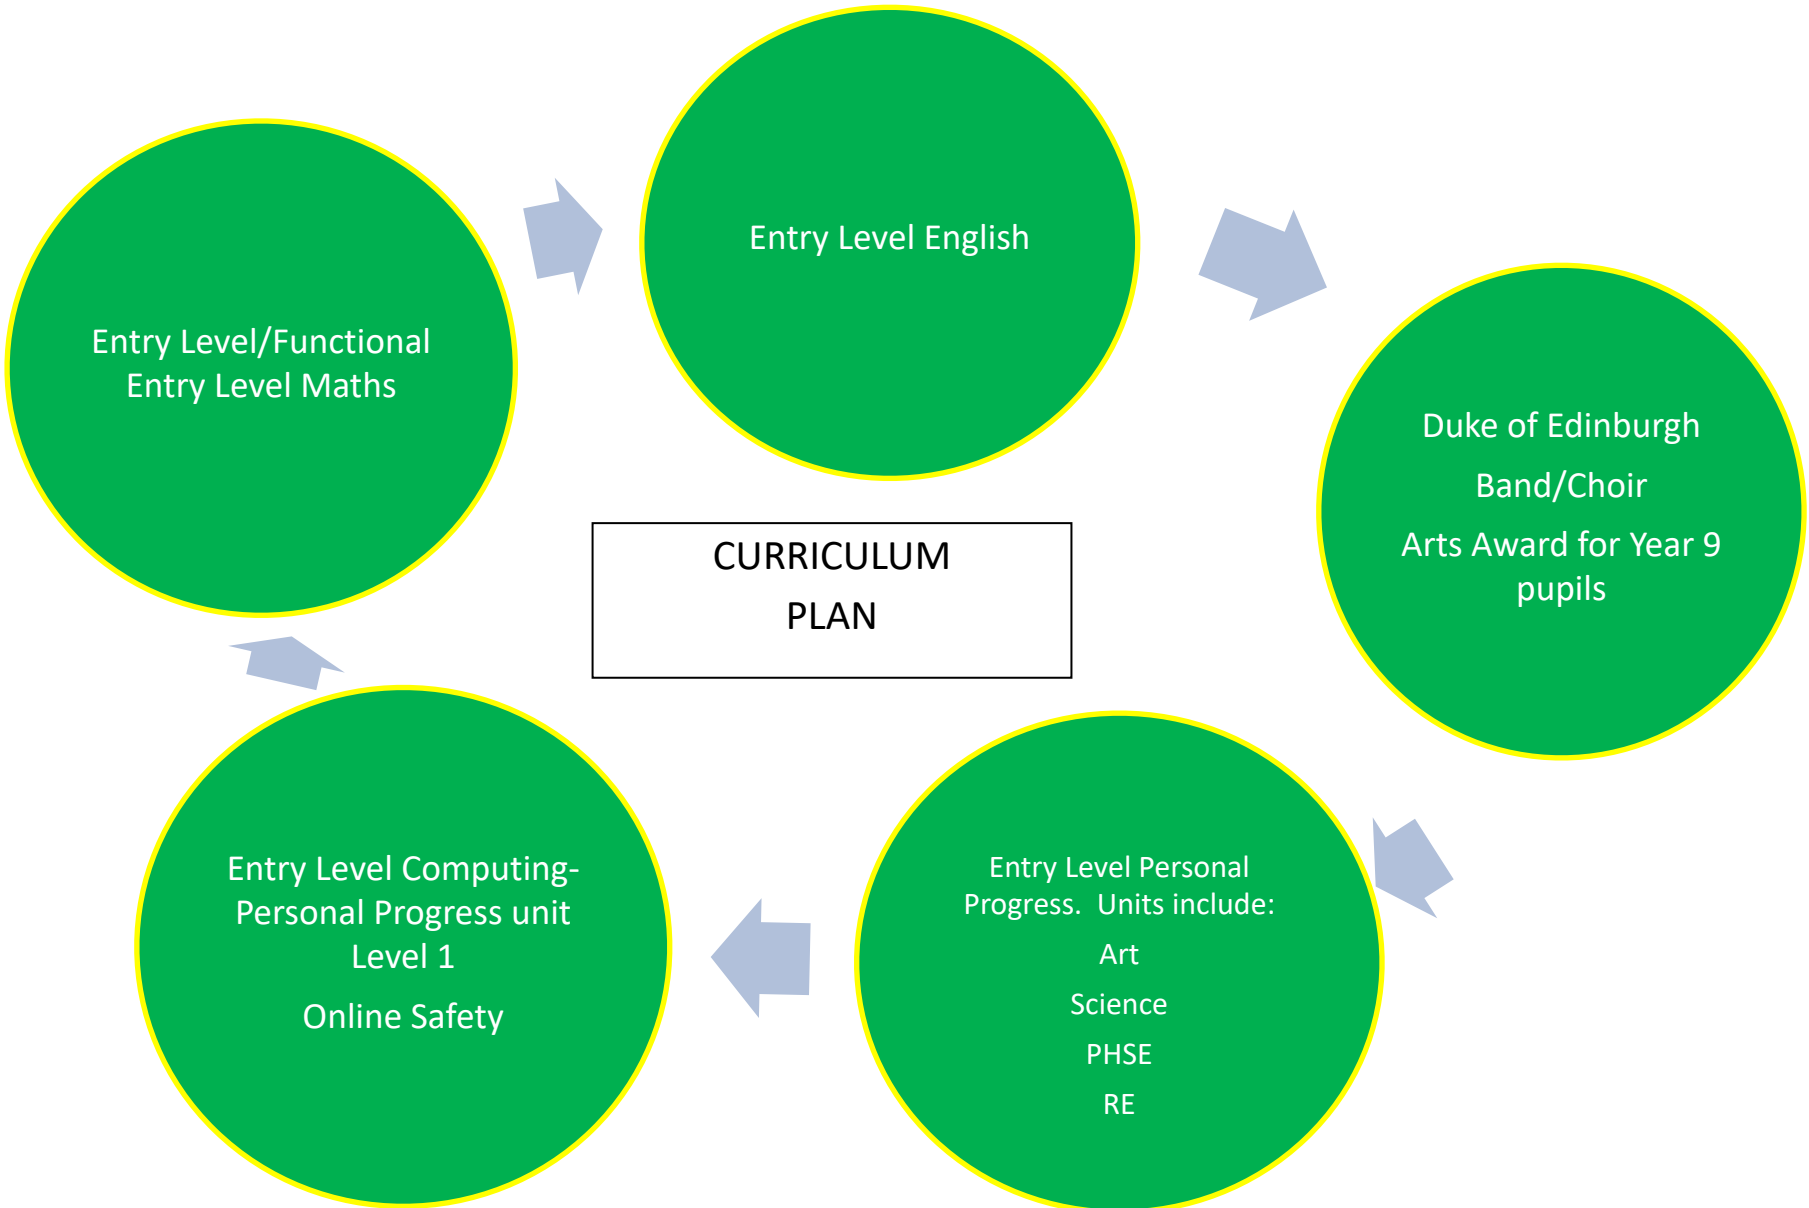 Entry Level English
Entry Level/Functional
Entry Level Maths
Duke of Edinburgh
Band/Choir
Arts Award for Year 9
pupils
CURRICULUM
PLAN
Entry Level Computing-
Personal Progress unit
Level 1
Online Safety
Entry Level Personal
Progress.  Units include:
Art
Science
PHSE
RE